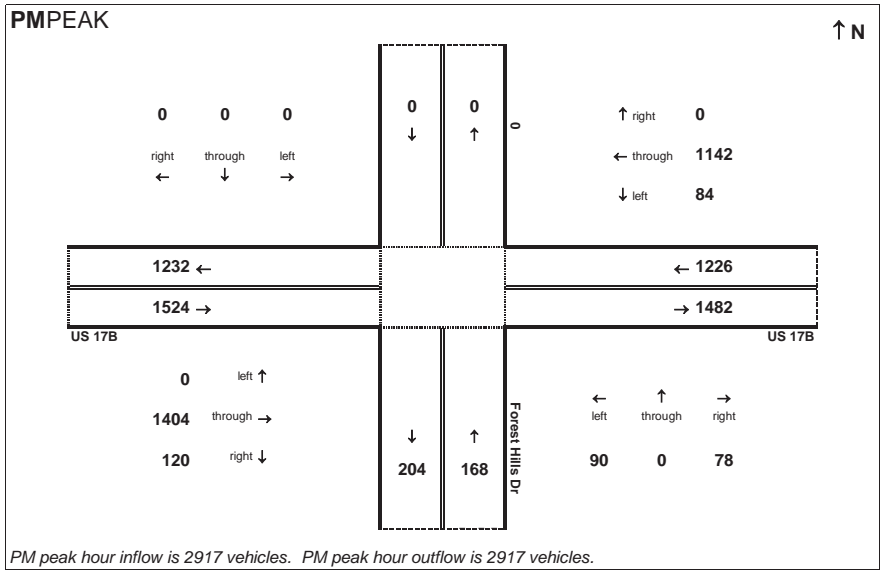 PMPEAK
↑ N
0 0 0
right through left
← ↓ →
0 0
↓ ↑
0
↑ right 0
← through 1142
↓ left 84
1232 ←
← 1226
1524 →
→ 1482
US 17B
US 17B
0 left ↑
1404 through →
120 right ↓
↓ ↑
204 168
Forest Hills Dr
← ↑ →
left through right
90 0 78
PM peak hour inflow is 2917 vehicles. PM peak hour outflow is 2917 vehicles.